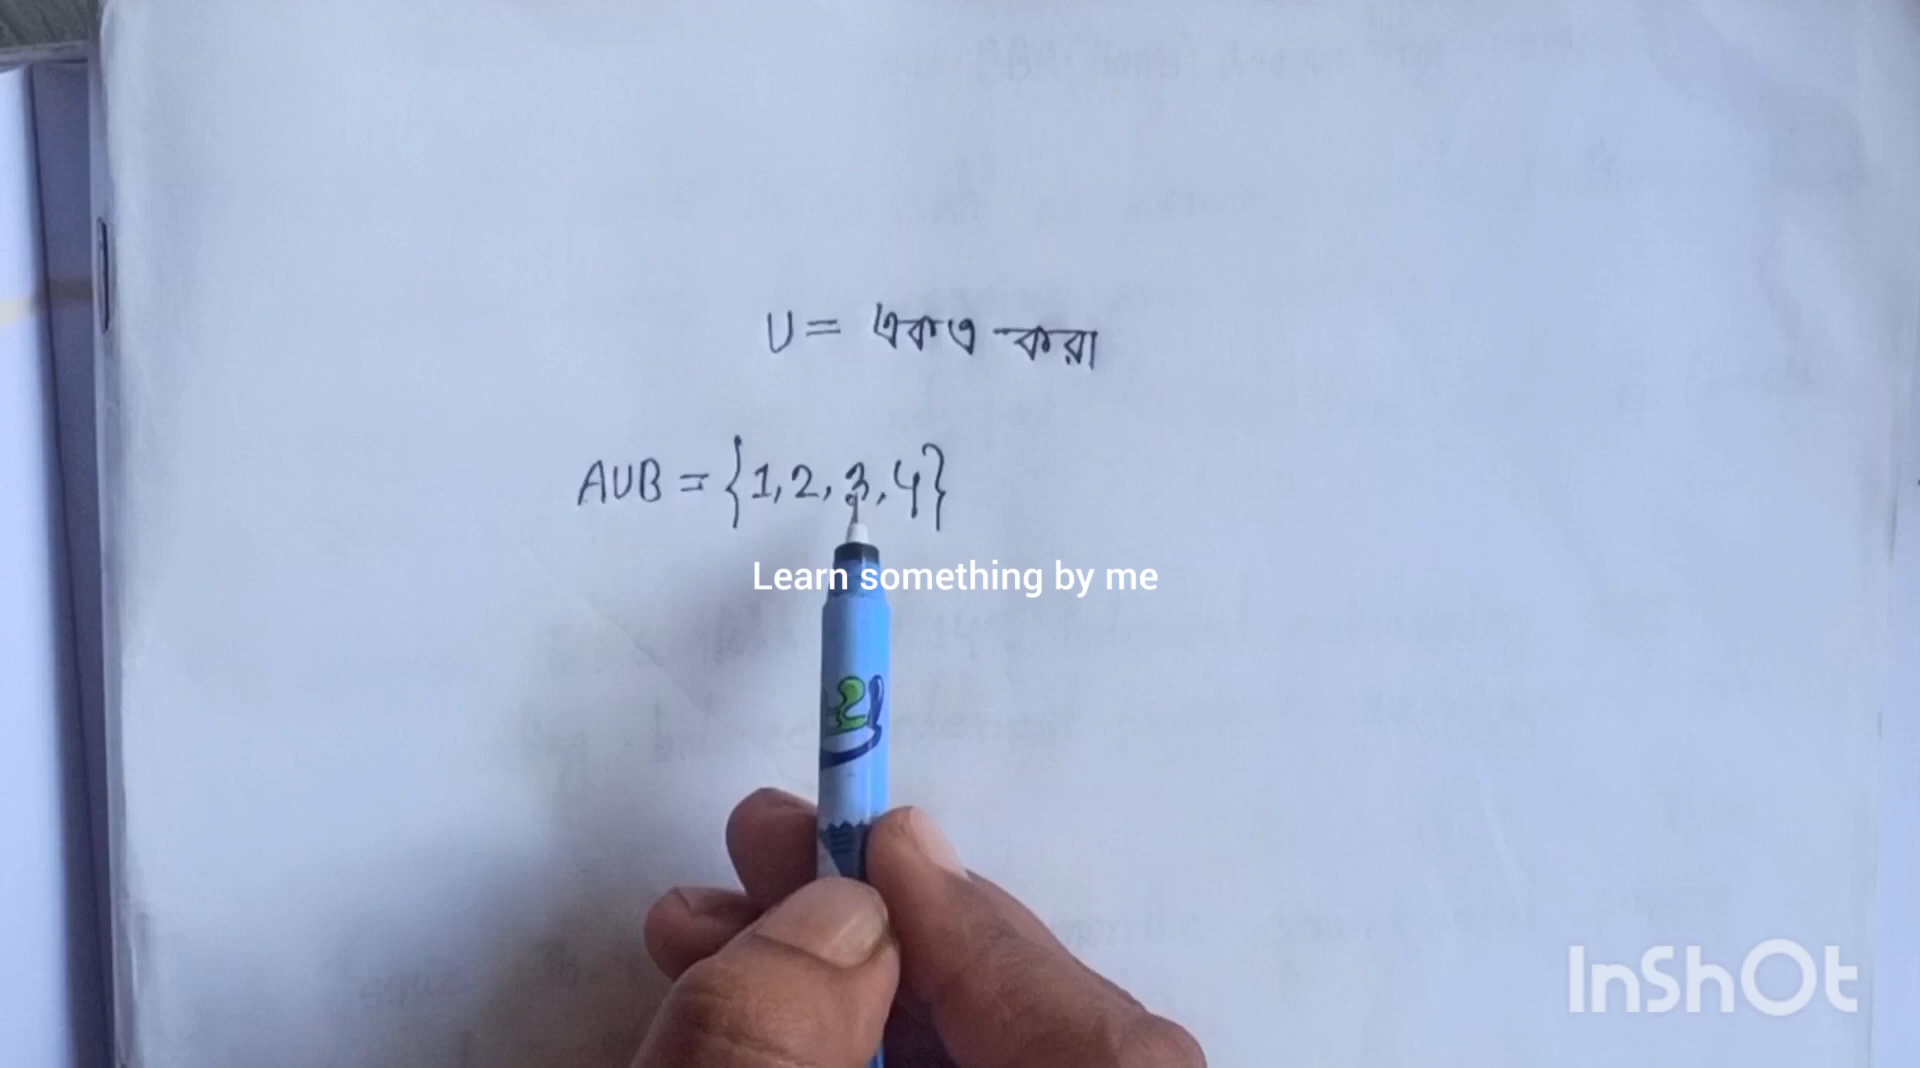 U = একত্র করা
AUB = {1, 2, 3, 4}
Learn something by me
InShOt